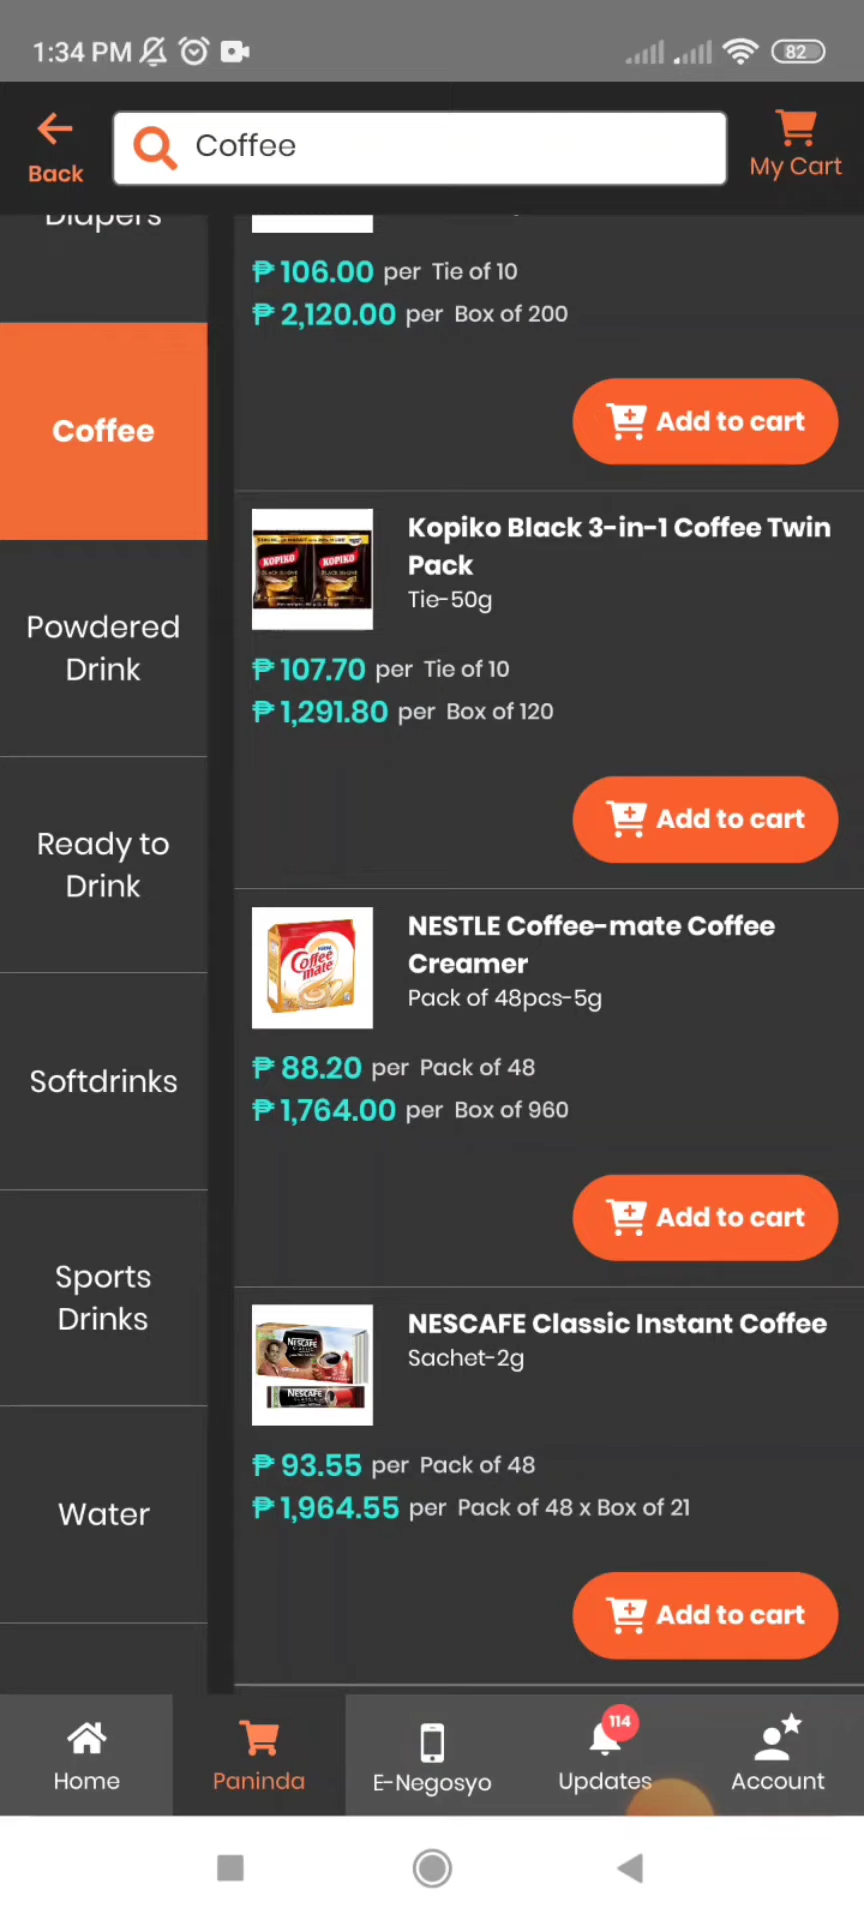 1:34 PM
82
Back
Coffee
My Cart
Diapers
₱ 106.00 per Tie of 10
₱ 2,120.00 per Box of 200
Add to cart
Coffee
KOPIKO KOPIKO
Kopiko Black 3-in-1 Coffee Twin
Pack
Tie-50g
₱ 107.70 per Tie of 10
₱ 1,291.80 per Box of 120
Add to cart
Powdered
Drink
Ready to
Drink
Coffee
mate
NESTLE Coffee-mate Coffee
Creamer
Pack of 48pcs-5g
₱ 88.20 per Pack of 48
₱ 1,764.00 per Box of 960
Add to cart
Softdrinks
Sports
Drinks
NESCAFE
NESCAFE
NESCAFE Classic Instant Coffee
Sachet-2g
₱ 93.55 per Pack of 48
₱ 1,964.55 per Pack of 48 x Box of 21
Add to cart
Water
Home
Paninda
E-Negosyo
114
Updates
Account